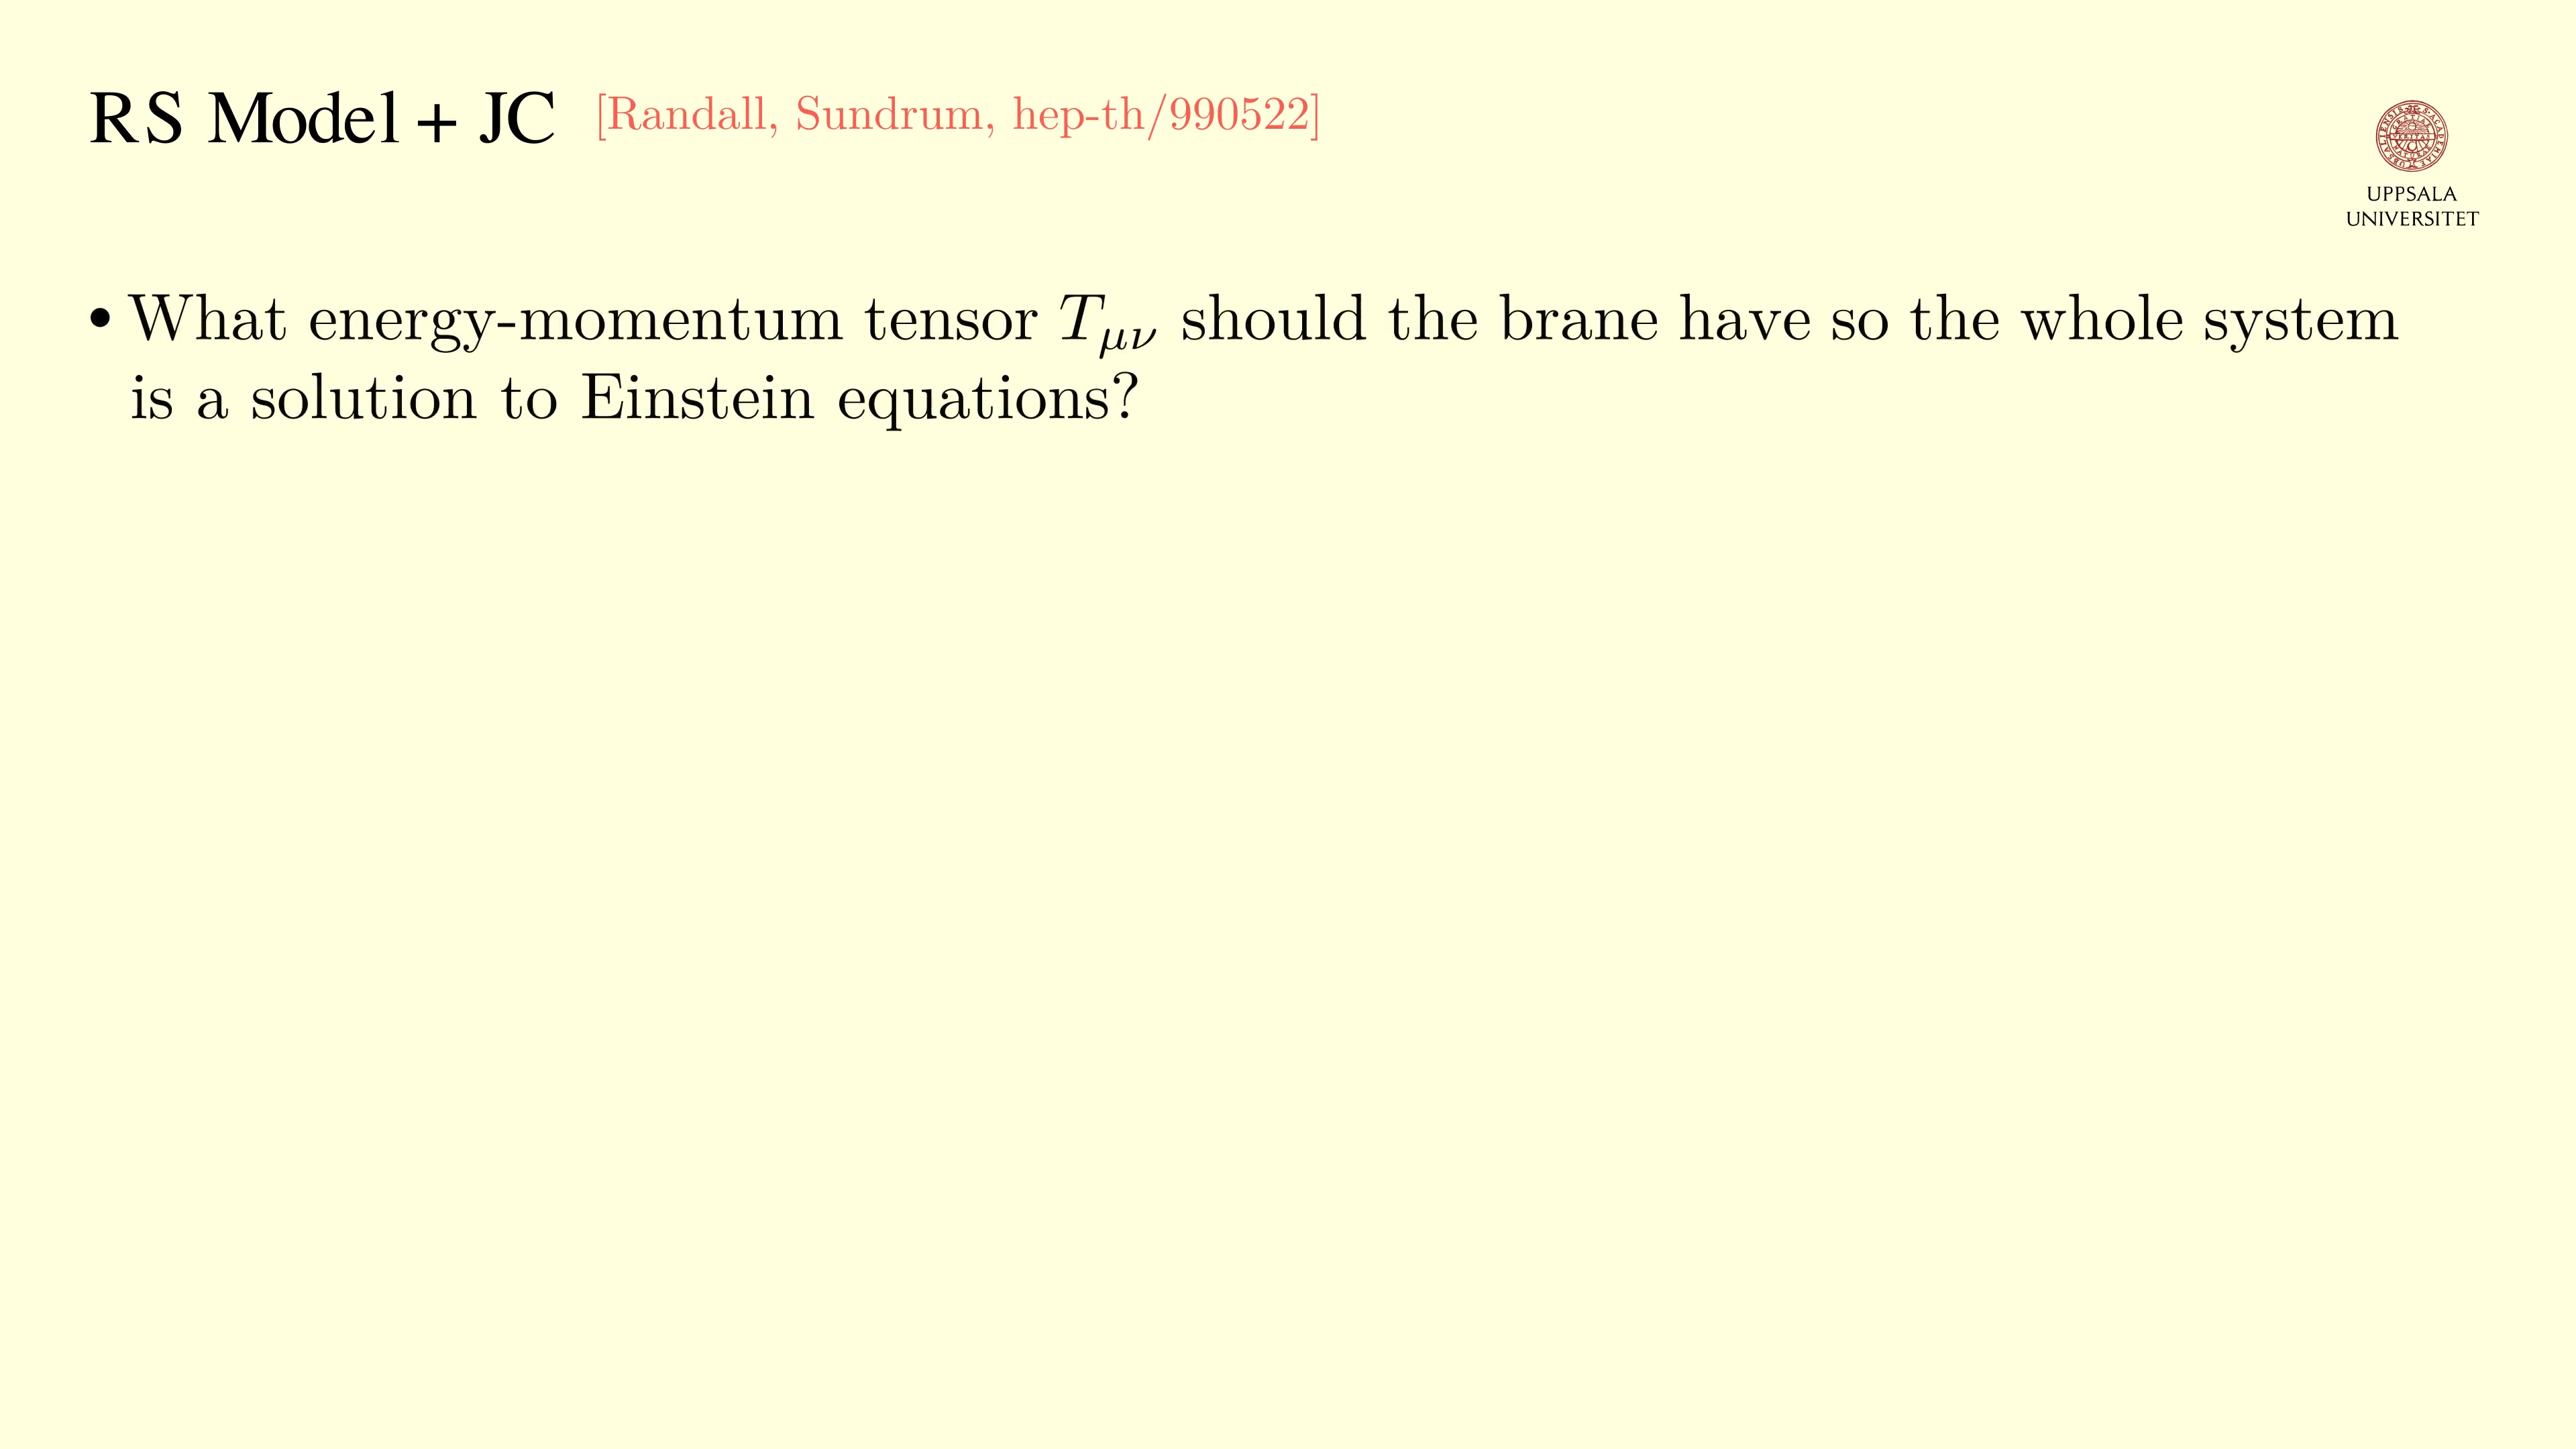 RS Model + JC [Randall, Sundrum, hep-th/990522]
UPPSALA
UNIVERSITET
• What energy-momentum tensor $T_{\mu\nu}$ should the brane have so the whole system
is a solution to Einstein equations?